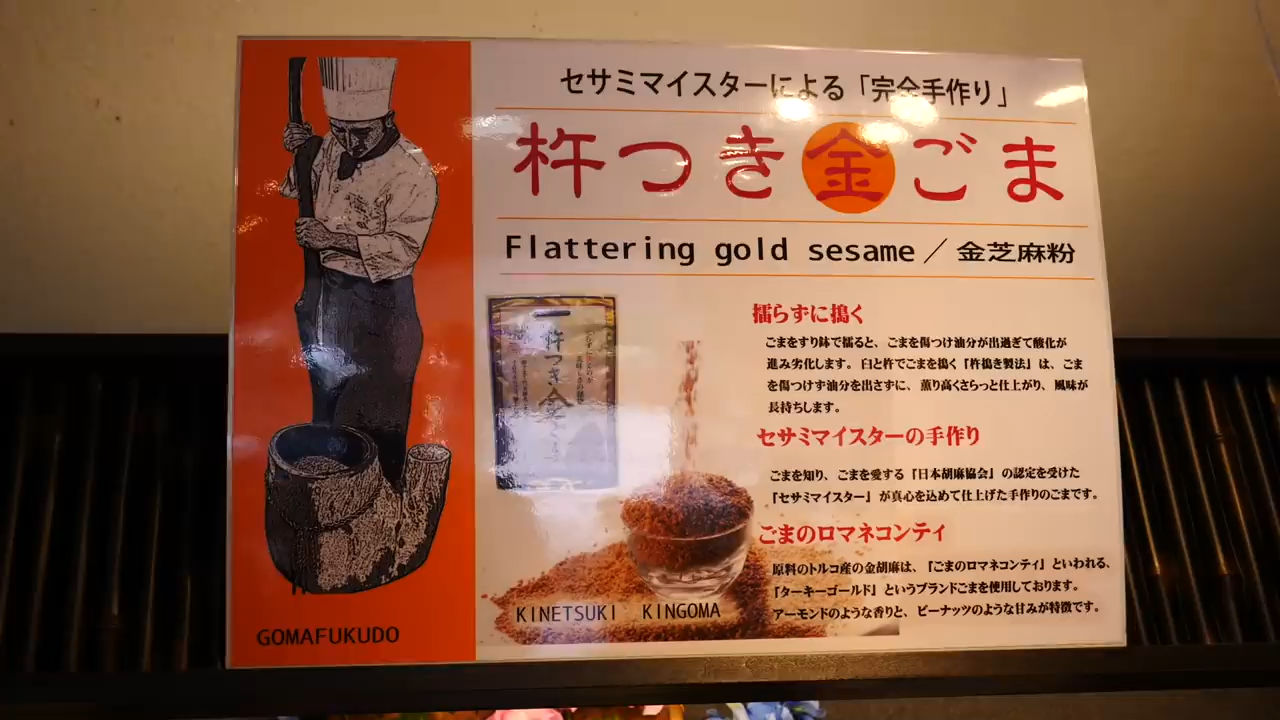 セサミマイスターによる「完全手作り」
杵つき金ごま
Flattering gold sesame／金芝麻粉
擂らずに搗く
ごまをすり鉢で擂ると、ごまを傷つけ油分が出過ぎて酸化が
進み劣化します。臼と杵でごまを搗く「杵搗き製法」は、ごま
を傷つけず油分を出さずに、薫り高くさらっと仕上がり、風味が
長持ちします。
セサミマイスターの手作り
ごまを知り、ごまを愛する「日本胡麻協会」の認定を受けた
「セサミマイスター」が真心を込めて仕上げた手作りのごまです。
ごまのロマネコンティ
原料のトルコ産の金胡麻は、「ごまのロマネコンティ」といわれる、
「ターキーゴールド」というブランドごまを使用しております。
アーモンドのような香りと、ピーナッツのような甘みが特徴です。
杵つき金
KINETSUKI KINGOMA
GOMAFUKUDO